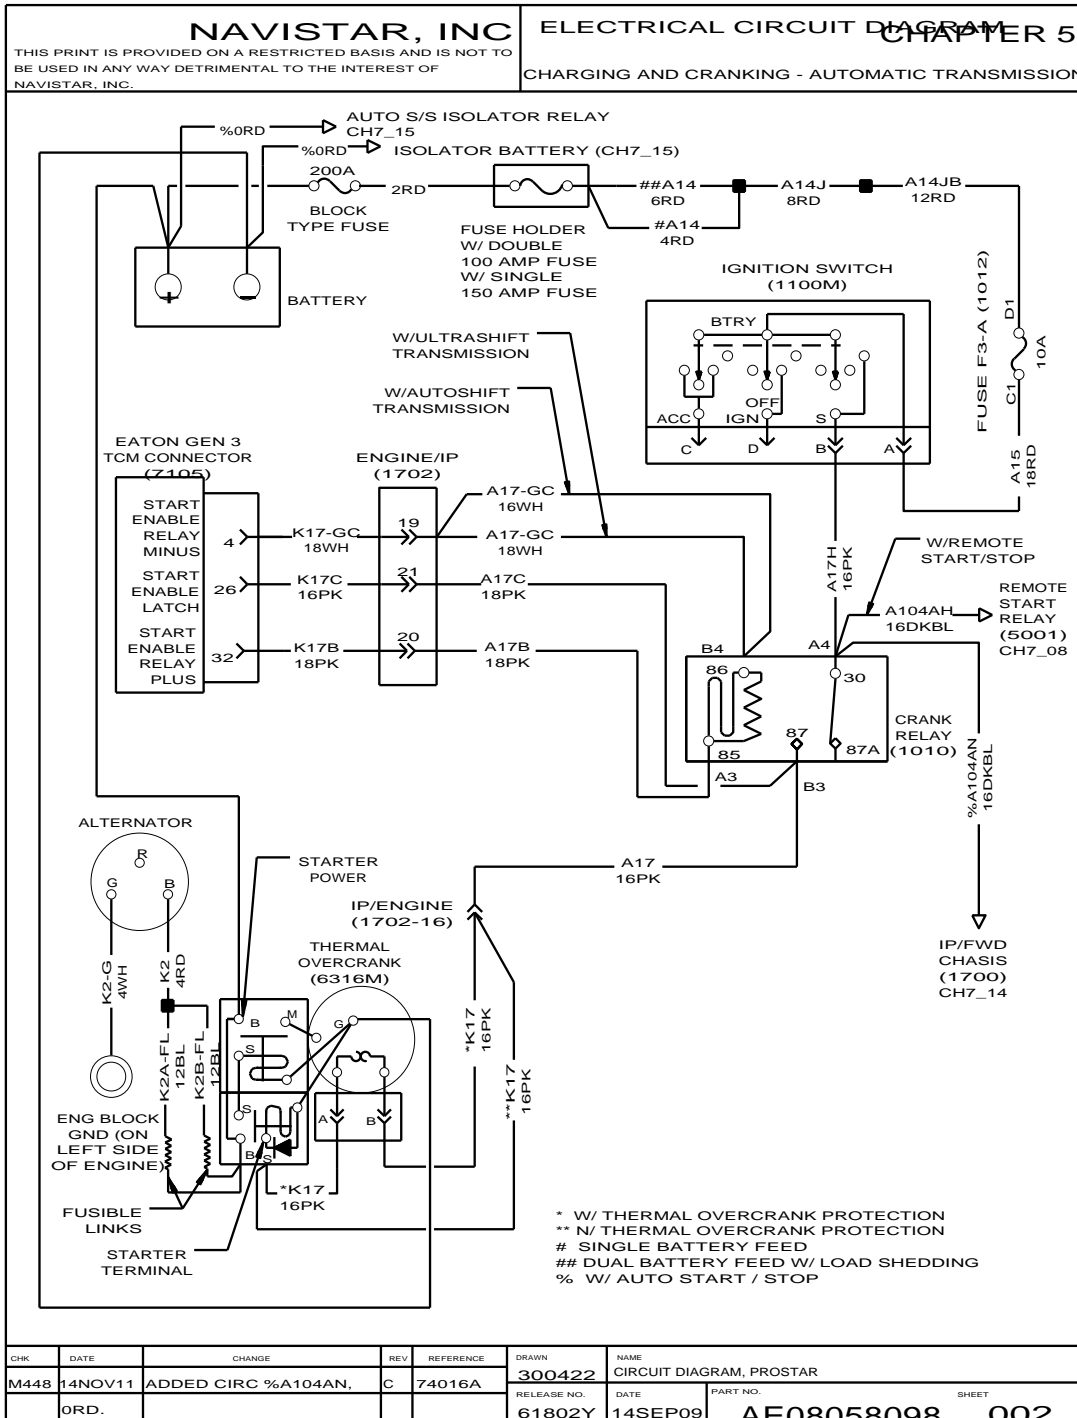 NAVISTAR, INC
THIS PRINT IS PROVIDED ON A RESTRICTED BASIS AND IS NOT TO
BE USED IN ANY WAY DETRIMENTAL TO THE INTEREST OF
NAVISTAR, INC.
ELECTRICAL CIRCUIT DIAGRAM
CHAPTER 5
CHARGING AND CRANKING - AUTOMATIC TRANSMISSION
%0RD
AUTO S/S ISOLATOR RELAY
CH7_15
%0RD
ISOLATOR BATTERY (CH7_15)
200A
2RD
BLOCK
TYPE FUSE
FUSE HOLDER
W/ DOUBLE
100 AMP FUSE
W/ SINGLE
150 AMP FUSE
##A14
6RD
#A14
4RD
A14J
8RD
A14JB
12RD
+
BATTERY
IGNITION SWITCH
(1100M)
BTRY
OFF
ACC
IGN
S
C
D
B
A
FUSE F3-A (1012)
D1
C1
10A
A15
18RD
W/ULTRASHIFT
TRANSMISSION
W/AUTOSHIFT
TRANSMISSION
EATON GEN 3
TCM CONNECTOR
(7105)
START
ENABLE
RELAY
MINUS
4
START
ENABLE
LATCH
26
START
ENABLE
RELAY
PLUS
32
K17-GC
18WH
K17C
16PK
K17B
18PK
ENGINE/IP
(1702)
19
21
20
A17-GC
16WH
A17-GC
18WH
A17C
18PK
A17B
18PK
A17H
16PK
W/REMOTE
START/STOP
A104AH
16DKBL
REMOTE
START
RELAY
(5001)
CH7_08
B4
A4
86
30
85
87
87A
A3
B3
CRANK
RELAY
(1010)
%A104AN
16DKBL
IP/FWD
CHASIS
(1700)
CH7_14
A17
16PK
ALTERNATOR
R
G
B
K2-G
4WH
K2
4RD
K2A-FL
12BL
K2B-FL
12BL
ENG BLOCK
GND (ON
LEFT SIDE
OF ENGINE)
FUSIBLE
LINKS
STARTER
TERMINAL
STARTER
POWER
IP/ENGINE
(1702-16)
THERMAL
OVERCRANK
(6316M)
B
M
S
G
S
B
S
A
B
*K17
16PK
*K17
16PK
**K17
16PK
* W/ THERMAL OVERCRANK PROTECTION
** N/ THERMAL OVERCRANK PROTECTION
# SINGLE BATTERY FEED
## DUAL BATTERY FEED W/ LOAD SHEDDING
% W/ AUTO START / STOP
CHK DATE CHANGE REV REFERENCE
M448 14NOV11 ADDED CIRC %A104AN, C 74016A
0RD.
DRAWN
300422
NAME
CIRCUIT DIAGRAM, PROSTAR
RELEASE NO.
61802Y
DATE
14SEP09
PART NO.
AE08058098
SHEET
002